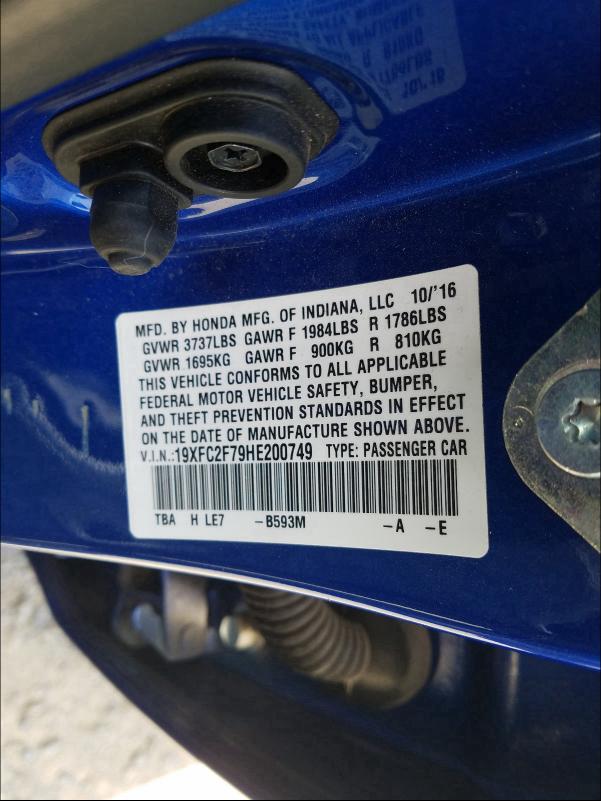 MFD. BY HONDA MFG. OF INDIANA, LLC 10/'16
GVWR 3737LBS GAWR F 1984LBS R 1786LBS
GVWR 1695KG GAWR F 900KG R 810KG
THIS VEHICLE CONFORMS TO ALL APPLICABLE
FEDERAL MOTOR VEHICLE SAFETY, BUMPER,
AND THEFT PREVENTION STANDARDS IN EFFECT
ON THE DATE OF MANUFACTURE SHOWN ABOVE.
V.I.N.:19XFC2F79HE200749 TYPE: PASSENGER CAR
TBA H LE7 -B593M -A -E